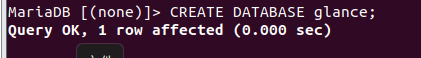 MariaDB [(none)]> CREATE DATABASE glance;
Query OK, 1 row affected (0.000 sec)